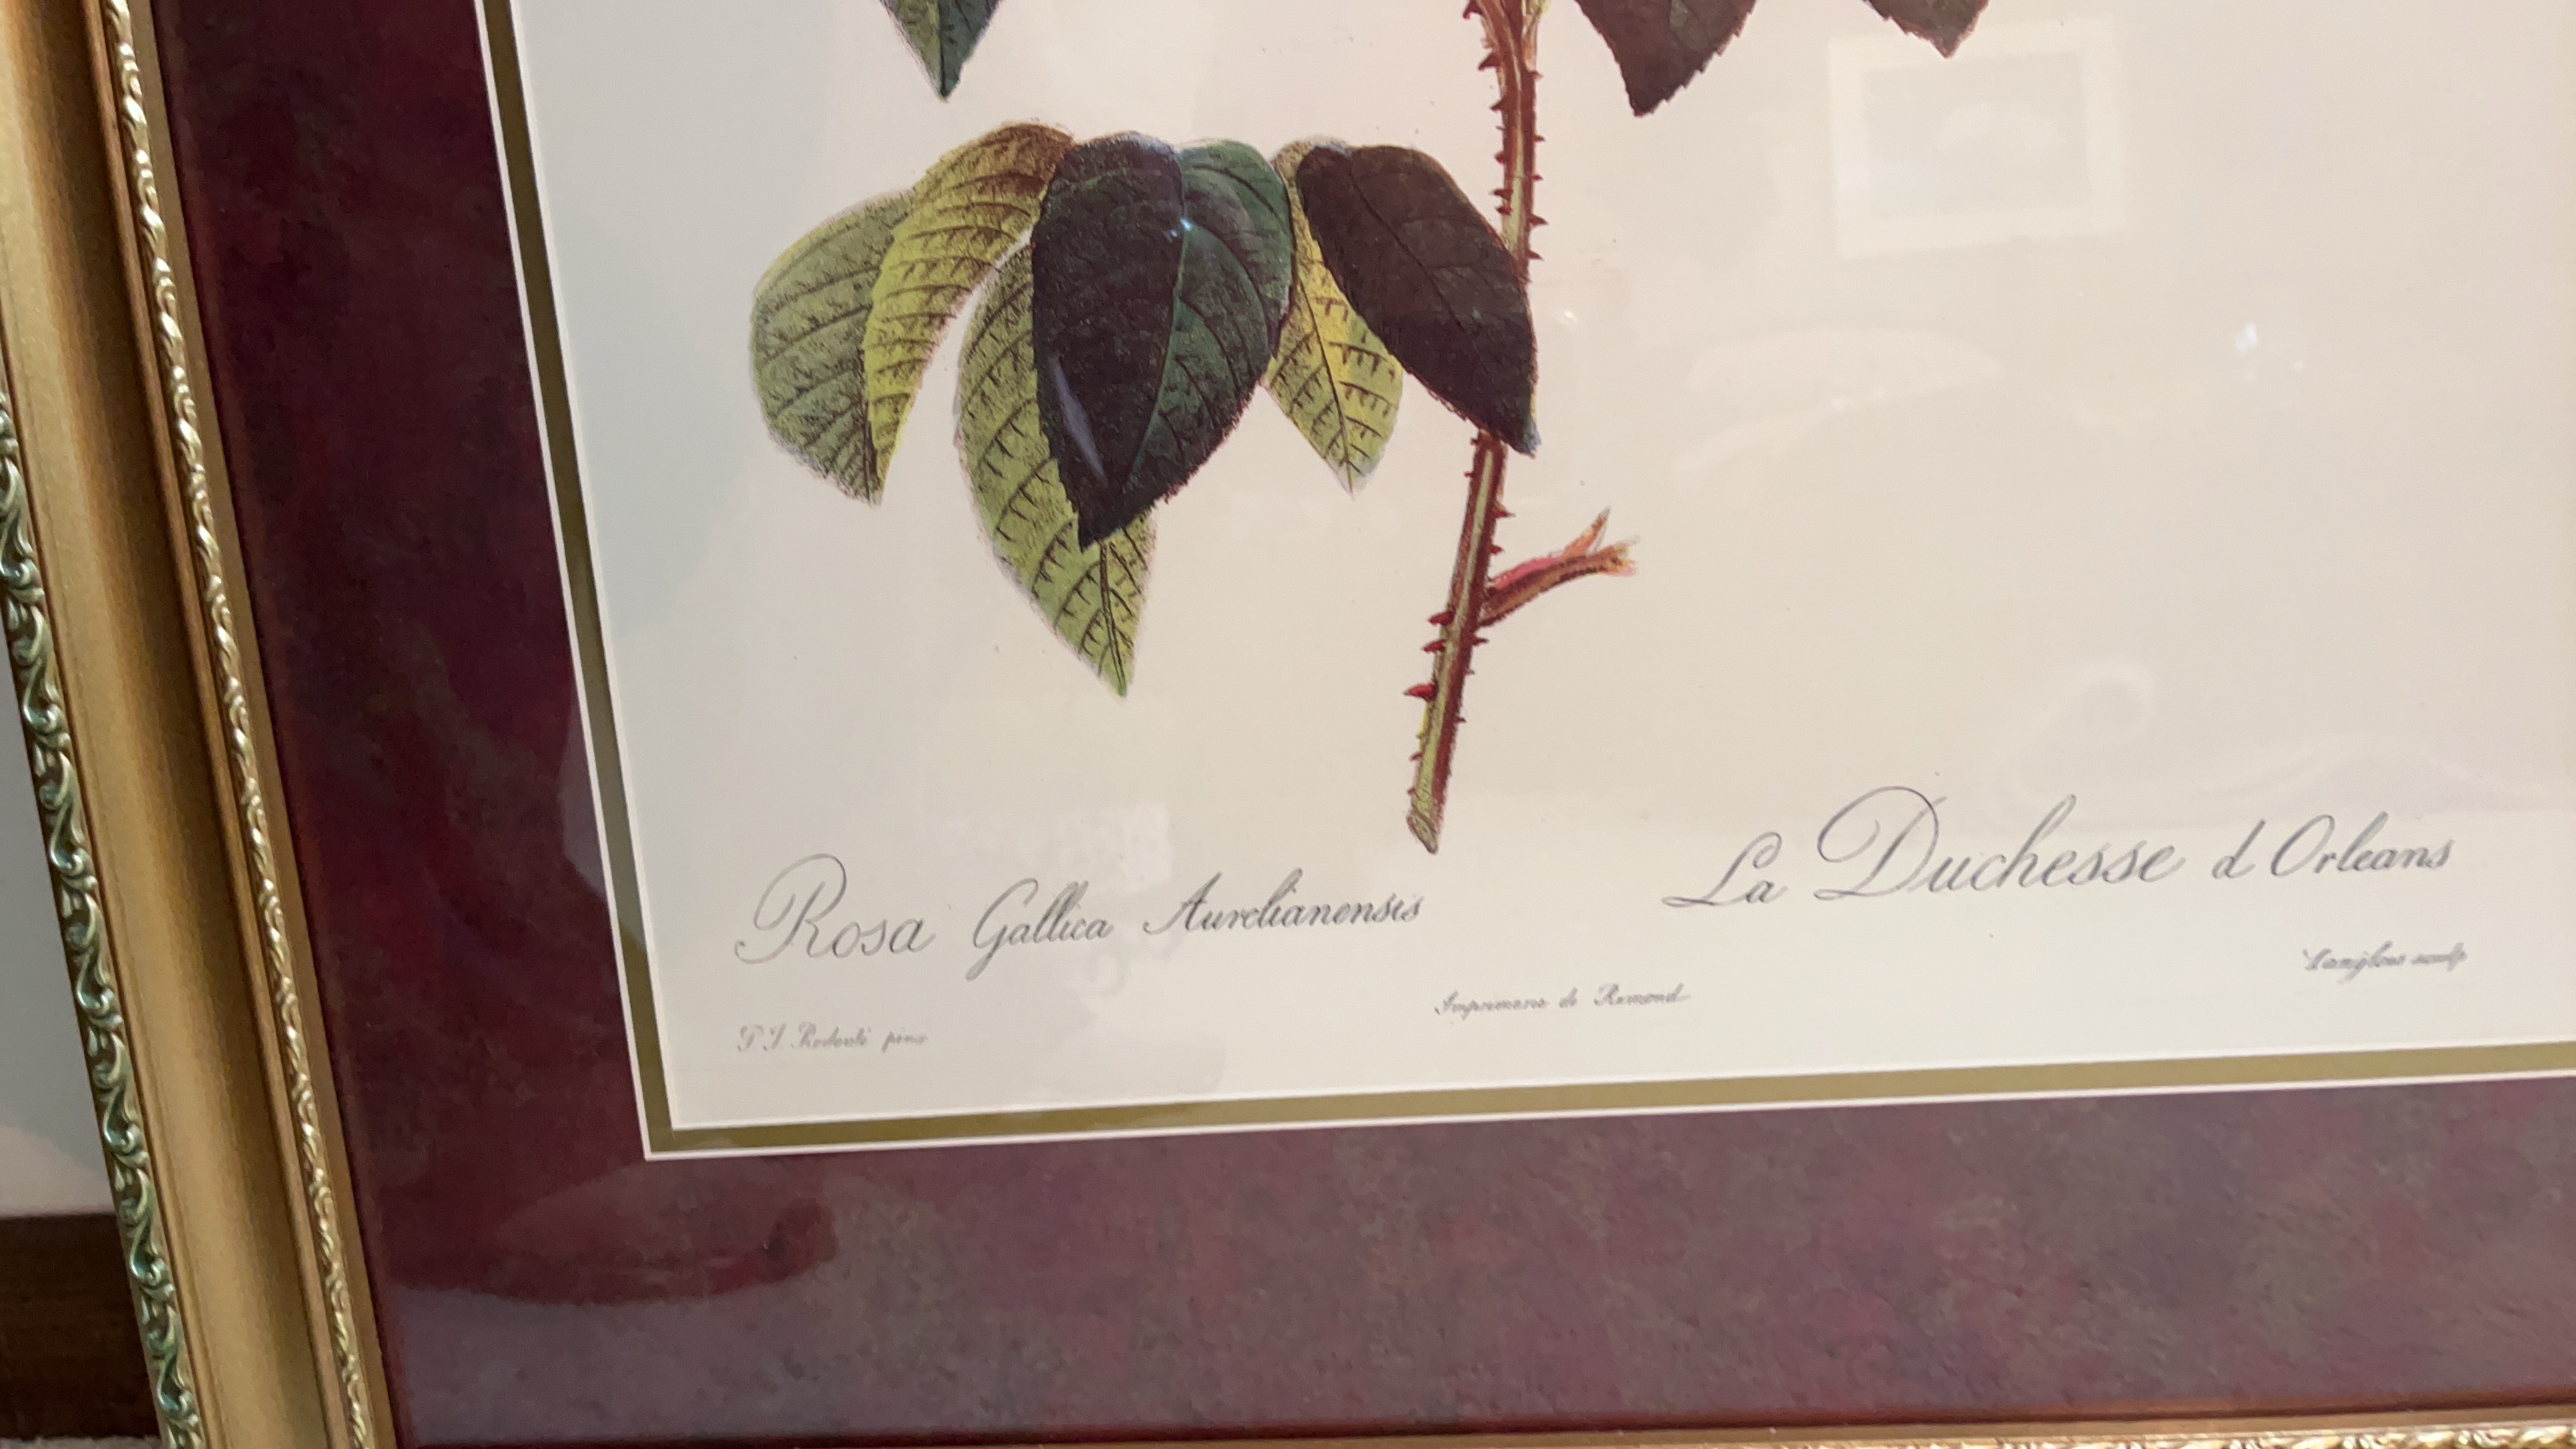 Rosa Gallica Aurelianensis
La Duchesse d Orleans
P J Redouté pinx
Imprimerie de Remond
Langlois sculp